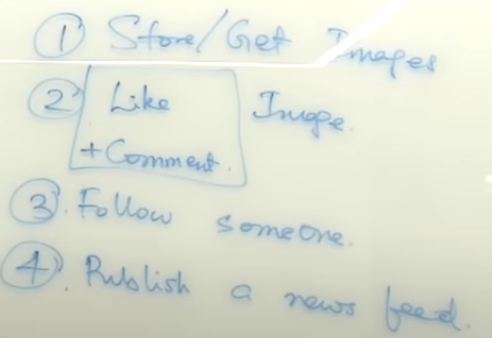 ① Store/Get Images
② Like Image.
+ Comment.
③. Follow someone.
④. Publish a news feed.